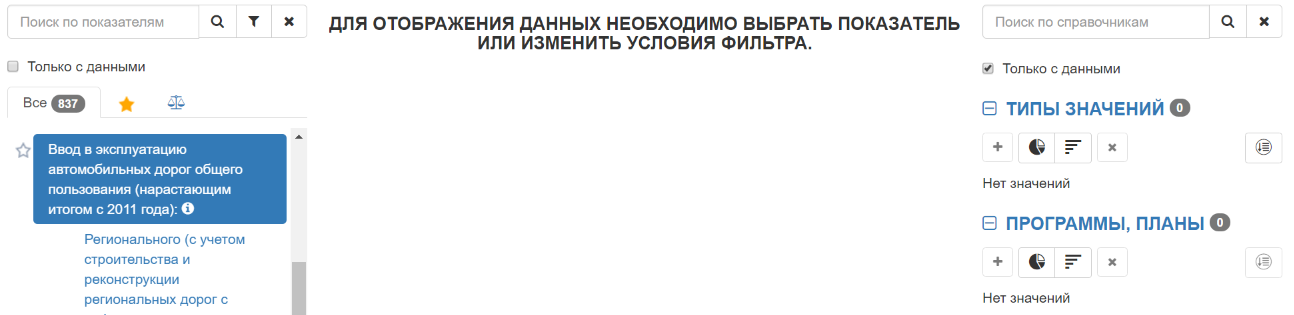 Поиск по показателям
Только с данными
Все 837
Ввод в эксплуатацию
автомобильных дорог общего
пользования (нарастающим
итогом с 2011 года):
Регионального (с учетом
строительства и
реконструкции
региональных дорог с
ДЛЯ ОТОБРАЖЕНИЯ ДАННЫХ НЕОБХОДИМО ВЫБРАТЬ ПОКАЗАТЕЛЬ
ИЛИ ИЗМЕНИТЬ УСЛОВИЯ ФИЛЬТРА.
Поиск по справочникам
Только с данными
ТИПЫ ЗНАЧЕНИЙ 0
Нет значений
ПРОГРАММЫ, ПЛАНЫ 0
Нет значений